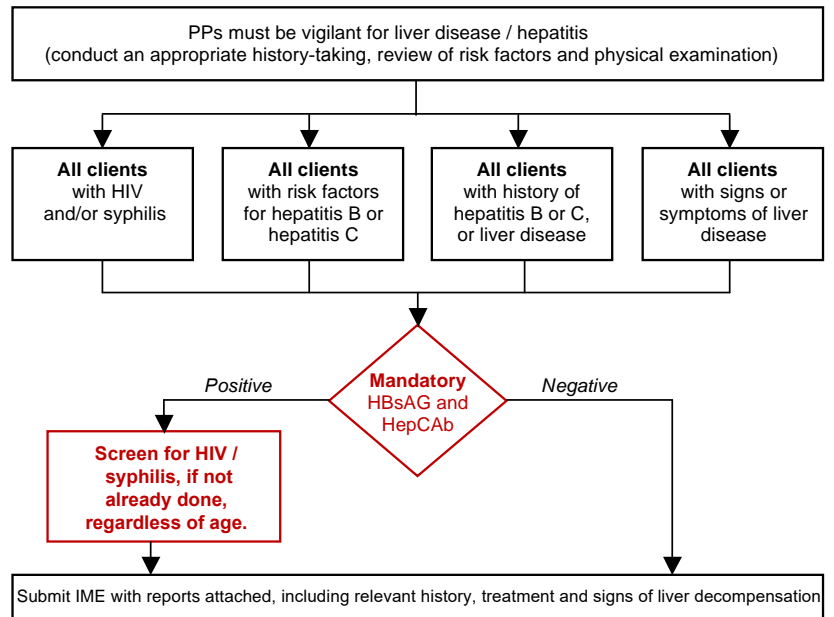 PPs must be vigilant for liver disease / hepatitis
(conduct an appropriate history-taking, review of risk factors and physical examination)
All clients
with HIV
and/or syphilis
All clients
with risk factors
for hepatitis B or
hepatitis C
All clients
with history of
hepatitis B or C,
or liver disease
All clients
with signs or
symptoms of liver
disease
Positive
Mandatory
HBsAG and
HepCAb
Negative
Screen for HIV /
syphilis, if not
already done,
regardless of age.
Submit IME with reports attached, including relevant history, treatment and signs of liver decompensation